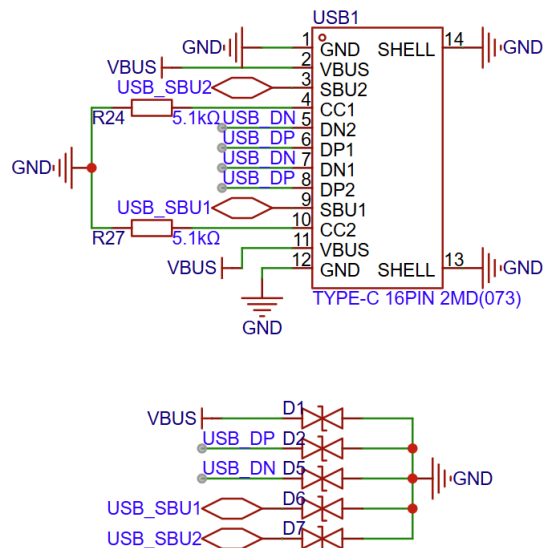 USB1
GND 1 GND SHELL 14 GND
VBUS 2 VBUS
USB_SBU2 3 SBU2
R24 5.1kΩ 4 CC1
USB_DN 5 DN2
USB_DP 6 DP1
GND USB_DN 7 DN1
USB_DP 8 DP2
USB_SBU1 9 SBU1
R27 5.1kΩ 10 CC2
VBUS 11 VBUS
12 GND SHELL 13 GND
GND
TYPE-C 16PIN 2MD(073)
VBUS D1
USB_DP D2
USB_DN D5 GND
USB_SBU1 D6
USB_SBU2 D7